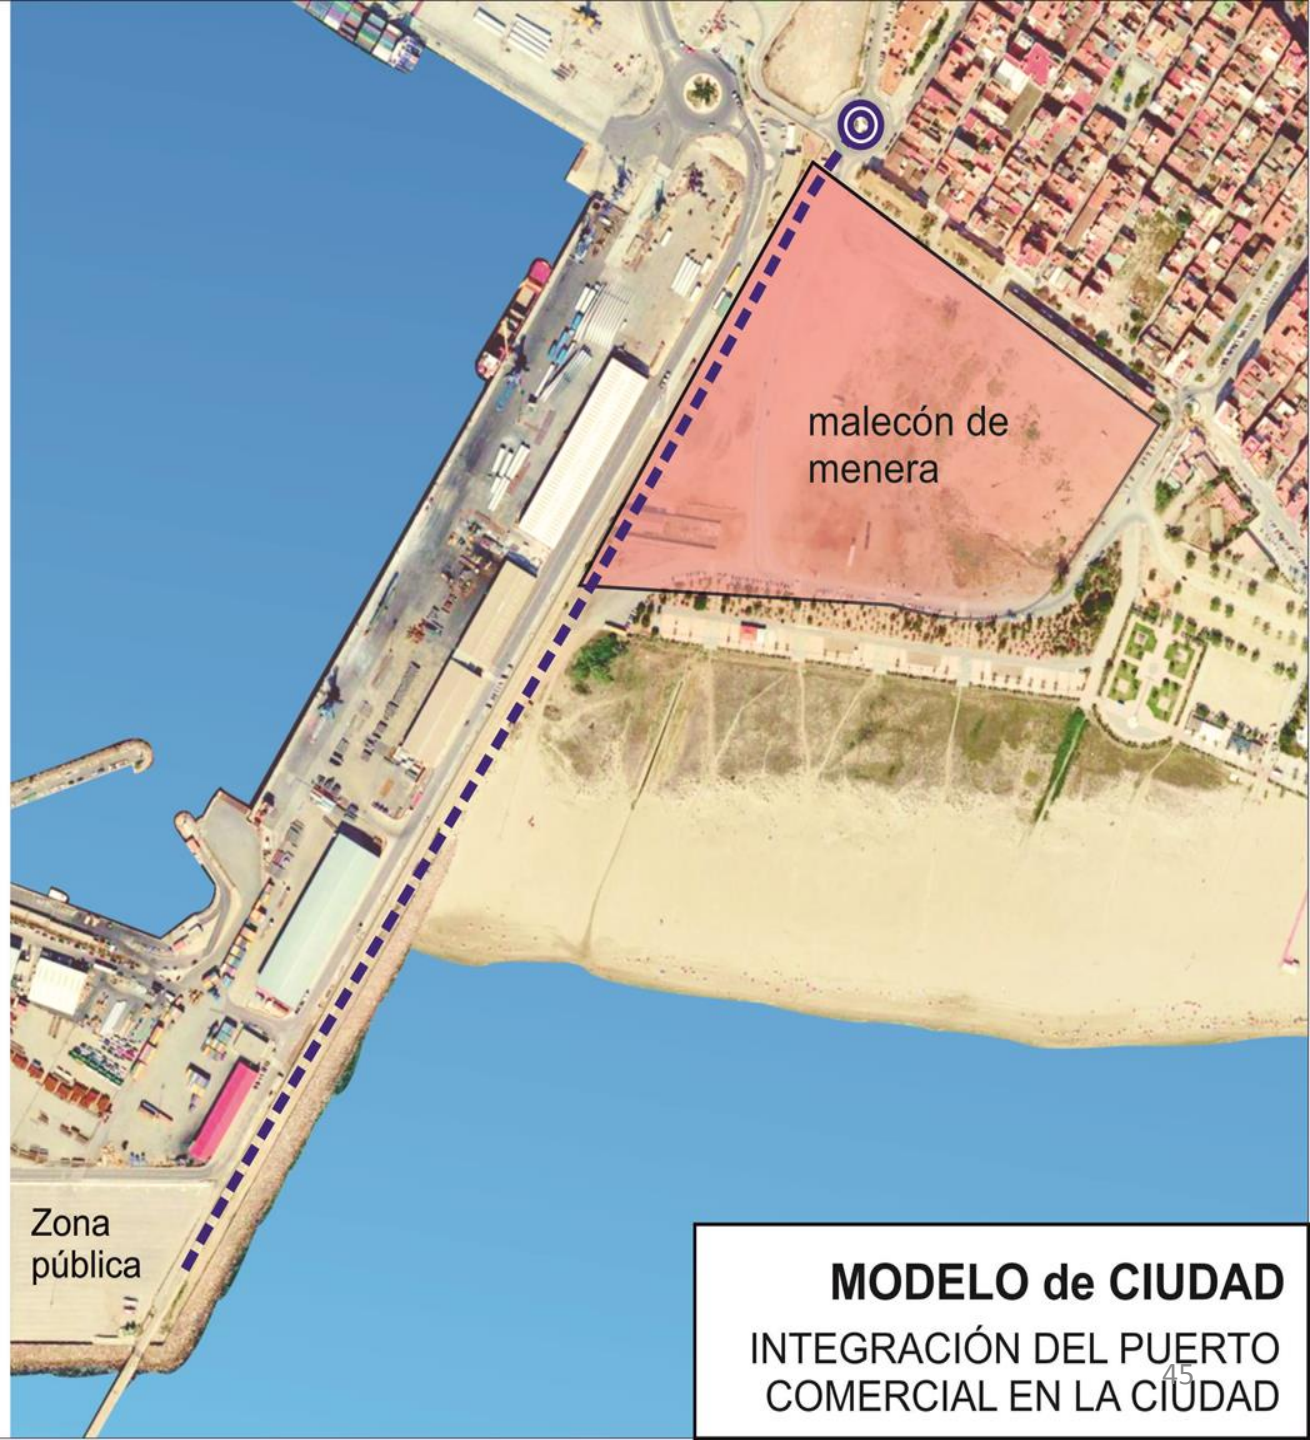 malecón de
menera
Zona
pública
MODELO de CIUDAD
INTEGRACIÓN DEL PUERTO
45
COMERCIAL EN LA CIUDAD